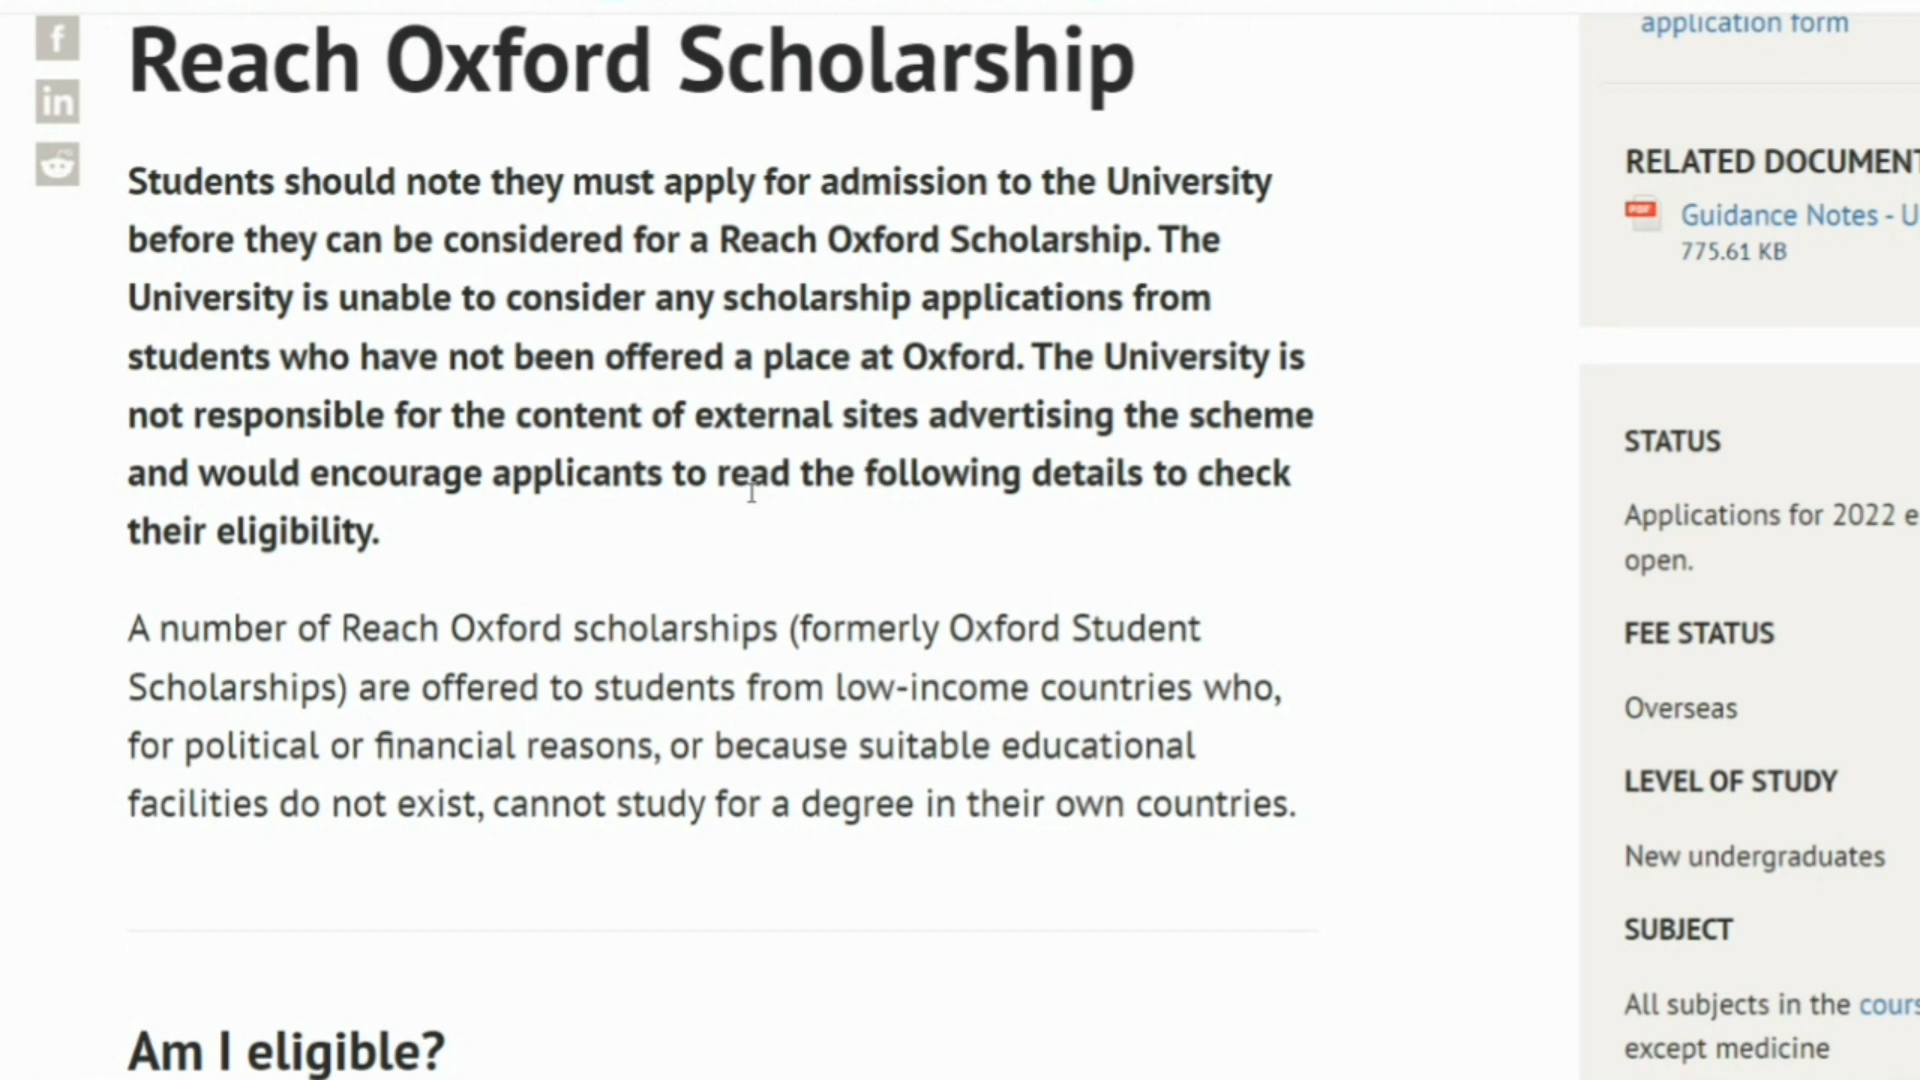 Reach Oxford Scholarship
Students should note they must apply for admission to the University
before they can be considered for a Reach Oxford Scholarship. The
University is unable to consider any scholarship applications from
students who have not been offered a place at Oxford. The University is
not responsible for the content of external sites advertising the scheme
and would encourage applicants to read the following details to check
their eligibility.
A number of Reach Oxford scholarships (formerly Oxford Student
Scholarships) are offered to students from low-income countries who,
for political or financial reasons, or because suitable educational
facilities do not exist, cannot study for a degree in their own countries.
Am I eligible?
application form
RELATED DOCUMENT
PDF
Guidance Notes - U
775.61 KB
STATUS
Applications for 2022 e
open.
FEE STATUS
Overseas
LEVEL OF STUDY
New undergraduates
SUBJECT
All subjects in the cours
except medicine